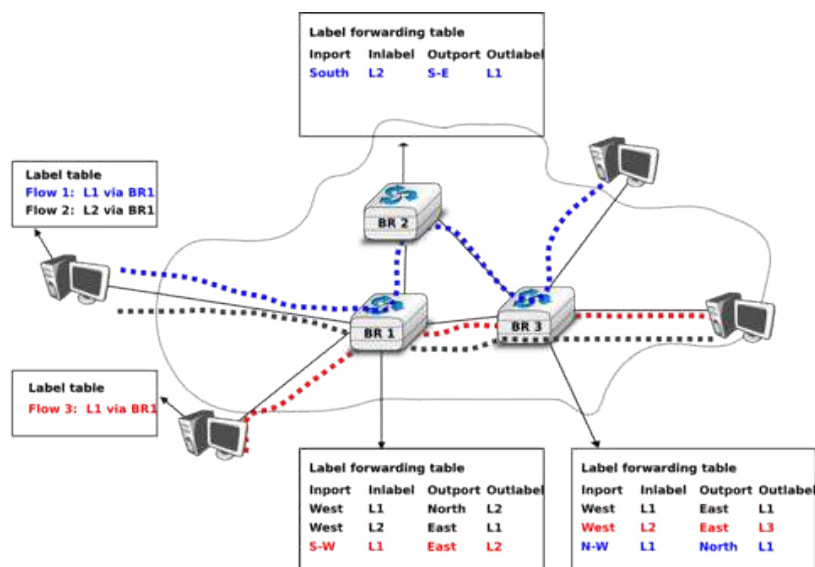 Label forwarding table
Inport Inlabel Outport Outlabel
South L2 S-E L1
Label table
Flow 1: L1 via BR1
Flow 2: L2 via BR1
BR 2
BR 1
BR 3
Label table
Flow 3: L1 via BR1
Label forwarding table
Inport Inlabel Outport Outlabel
West L1 North L2
West L2 East L1
S-W L1 East L2
Label forwarding table
Inport Inlabel Outport Outlabel
West L1 East L1
West L2 East L3
N-W L1 North L1